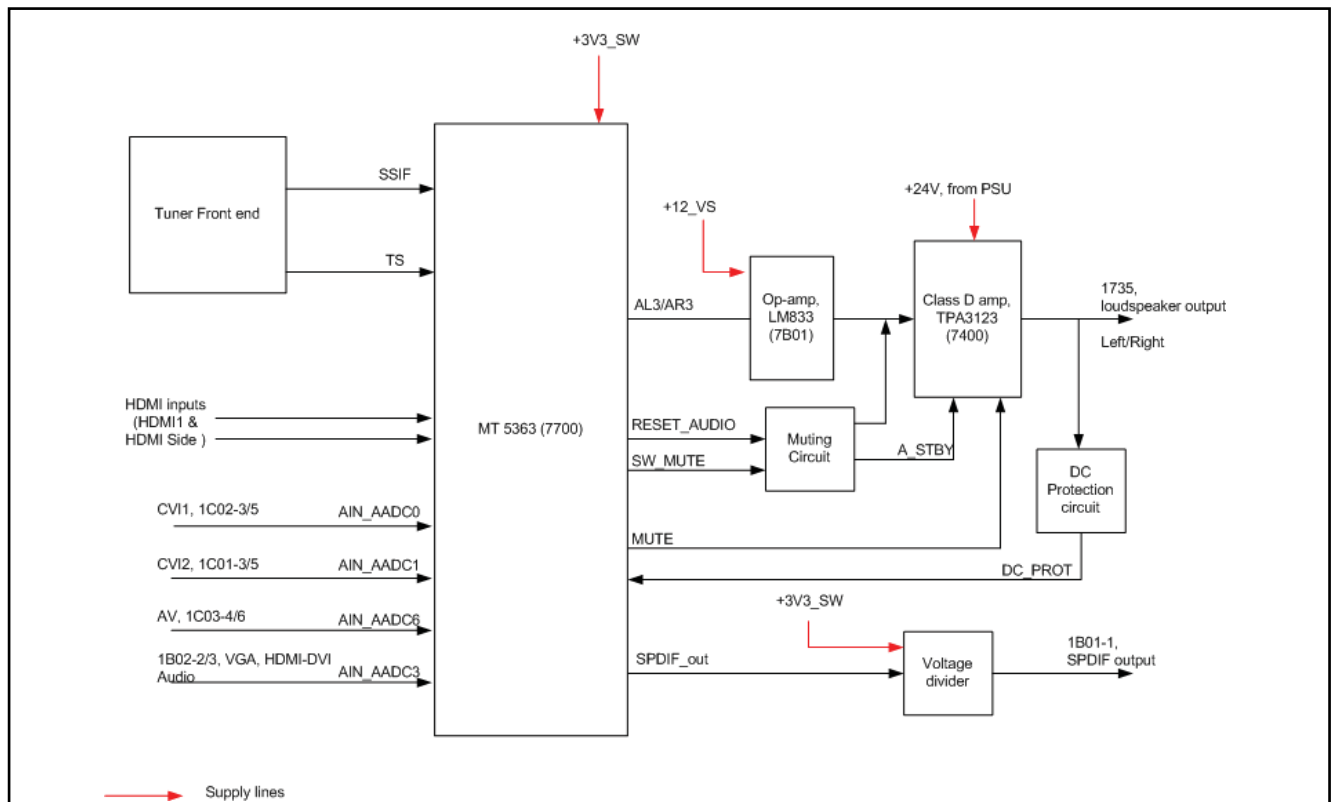 +3V3_SW
Tuner Front end
SSIF
TS
HDMI inputs
(HDMI1 &
HDMI Side )
CVI1, 1C02-3/5
AIN_AADC0
CVI2, 1C01-3/5
AIN_AADC1
AV, 1C03-4/6
AIN_AADC6
1B02-2/3, VGA, HDMI-DVI
Audio
AIN_AADC3
MT 5363 (7700)
+12_VS
AL3/AR3
Op-amp,
LM833
(7B01)
+24V, from PSU
Class D amp,
TPA3123
(7400)
1735,
loudspeaker output
Left/Right
RESET_AUDIO
SW_MUTE
Muting
Circuit
A_STBY
MUTE
DC
Protection
circuit
DC_PROT
+3V3_SW
SPDIF_out
Voltage
divider
1B01-1,
SPDIF output
Supply lines